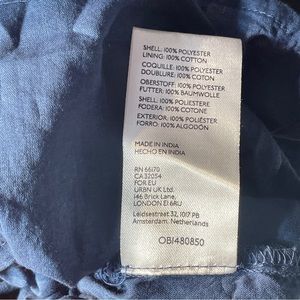 SHELL: 100% POLYESTER
LINING: 100% COTTON
COQUILLE: 100% POLYESTER
DOUBLURE: 100% COTON
OBERSTOFF: 100% POLYESTER
FUTTER: 100% BAUMWOLLE
SHELL: 100% POLIESTERE
FODERA: 100% COTONE
EXTERIOR: 100% POLIÉSTER
FORRO: 100% ALGODÓN
MADE IN INDIA
HECHO EN INDIA
RN 66170
CA 32054
FOR EU
URBN UK Ltd.
146 Brick Lane,
LONDON E1 6RU
Leidsestraat 32, 1017 PB
Amsterdam, Netherlands
OB1480850